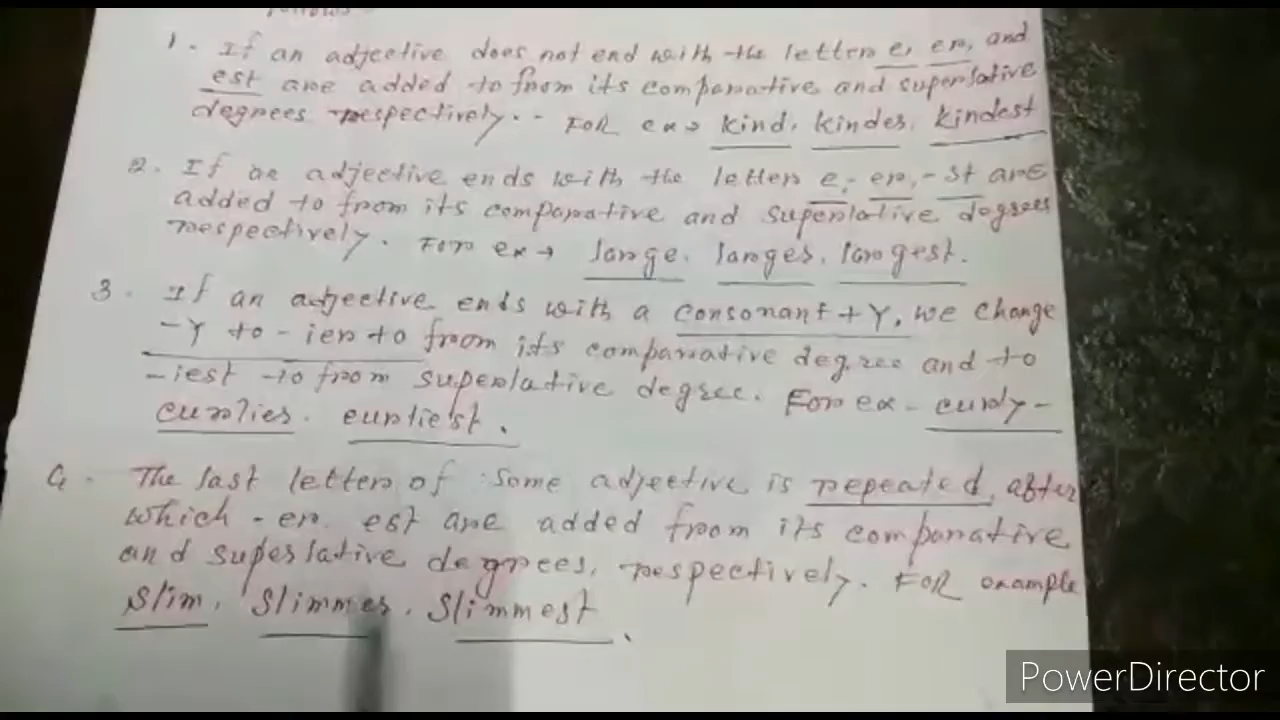 1. If an adjective does not end with the letter e, er, and
est are added to from its comparative and superlative
degrees respectively. - FOR ex → kind, kinder, kindest
2. If an adjective ends with the letter e, - er, - st are
added to from its comparative and superlative degrees
respectively. For ex → large, larger, largest.
3. If an adjective ends with a consonant + Y, we change
- Y to - ier to from its comparative degree and to
- iest to from superlative degree. For ex - curly -
curlier. curliest.
4. The last letter of some adjective is repeated, after
which - er, est are added from its comparative
and superlative degrees, respectively. FOR example
slim, slimmer. slimmest
PowerDirector